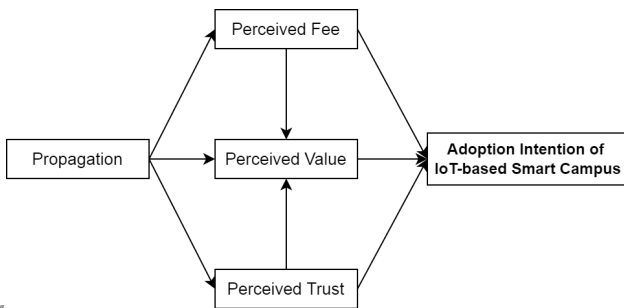 Perceived Fee
Propagation
Perceived Value
Adoption Intention of
IoT-based Smart Campus
Perceived Trust